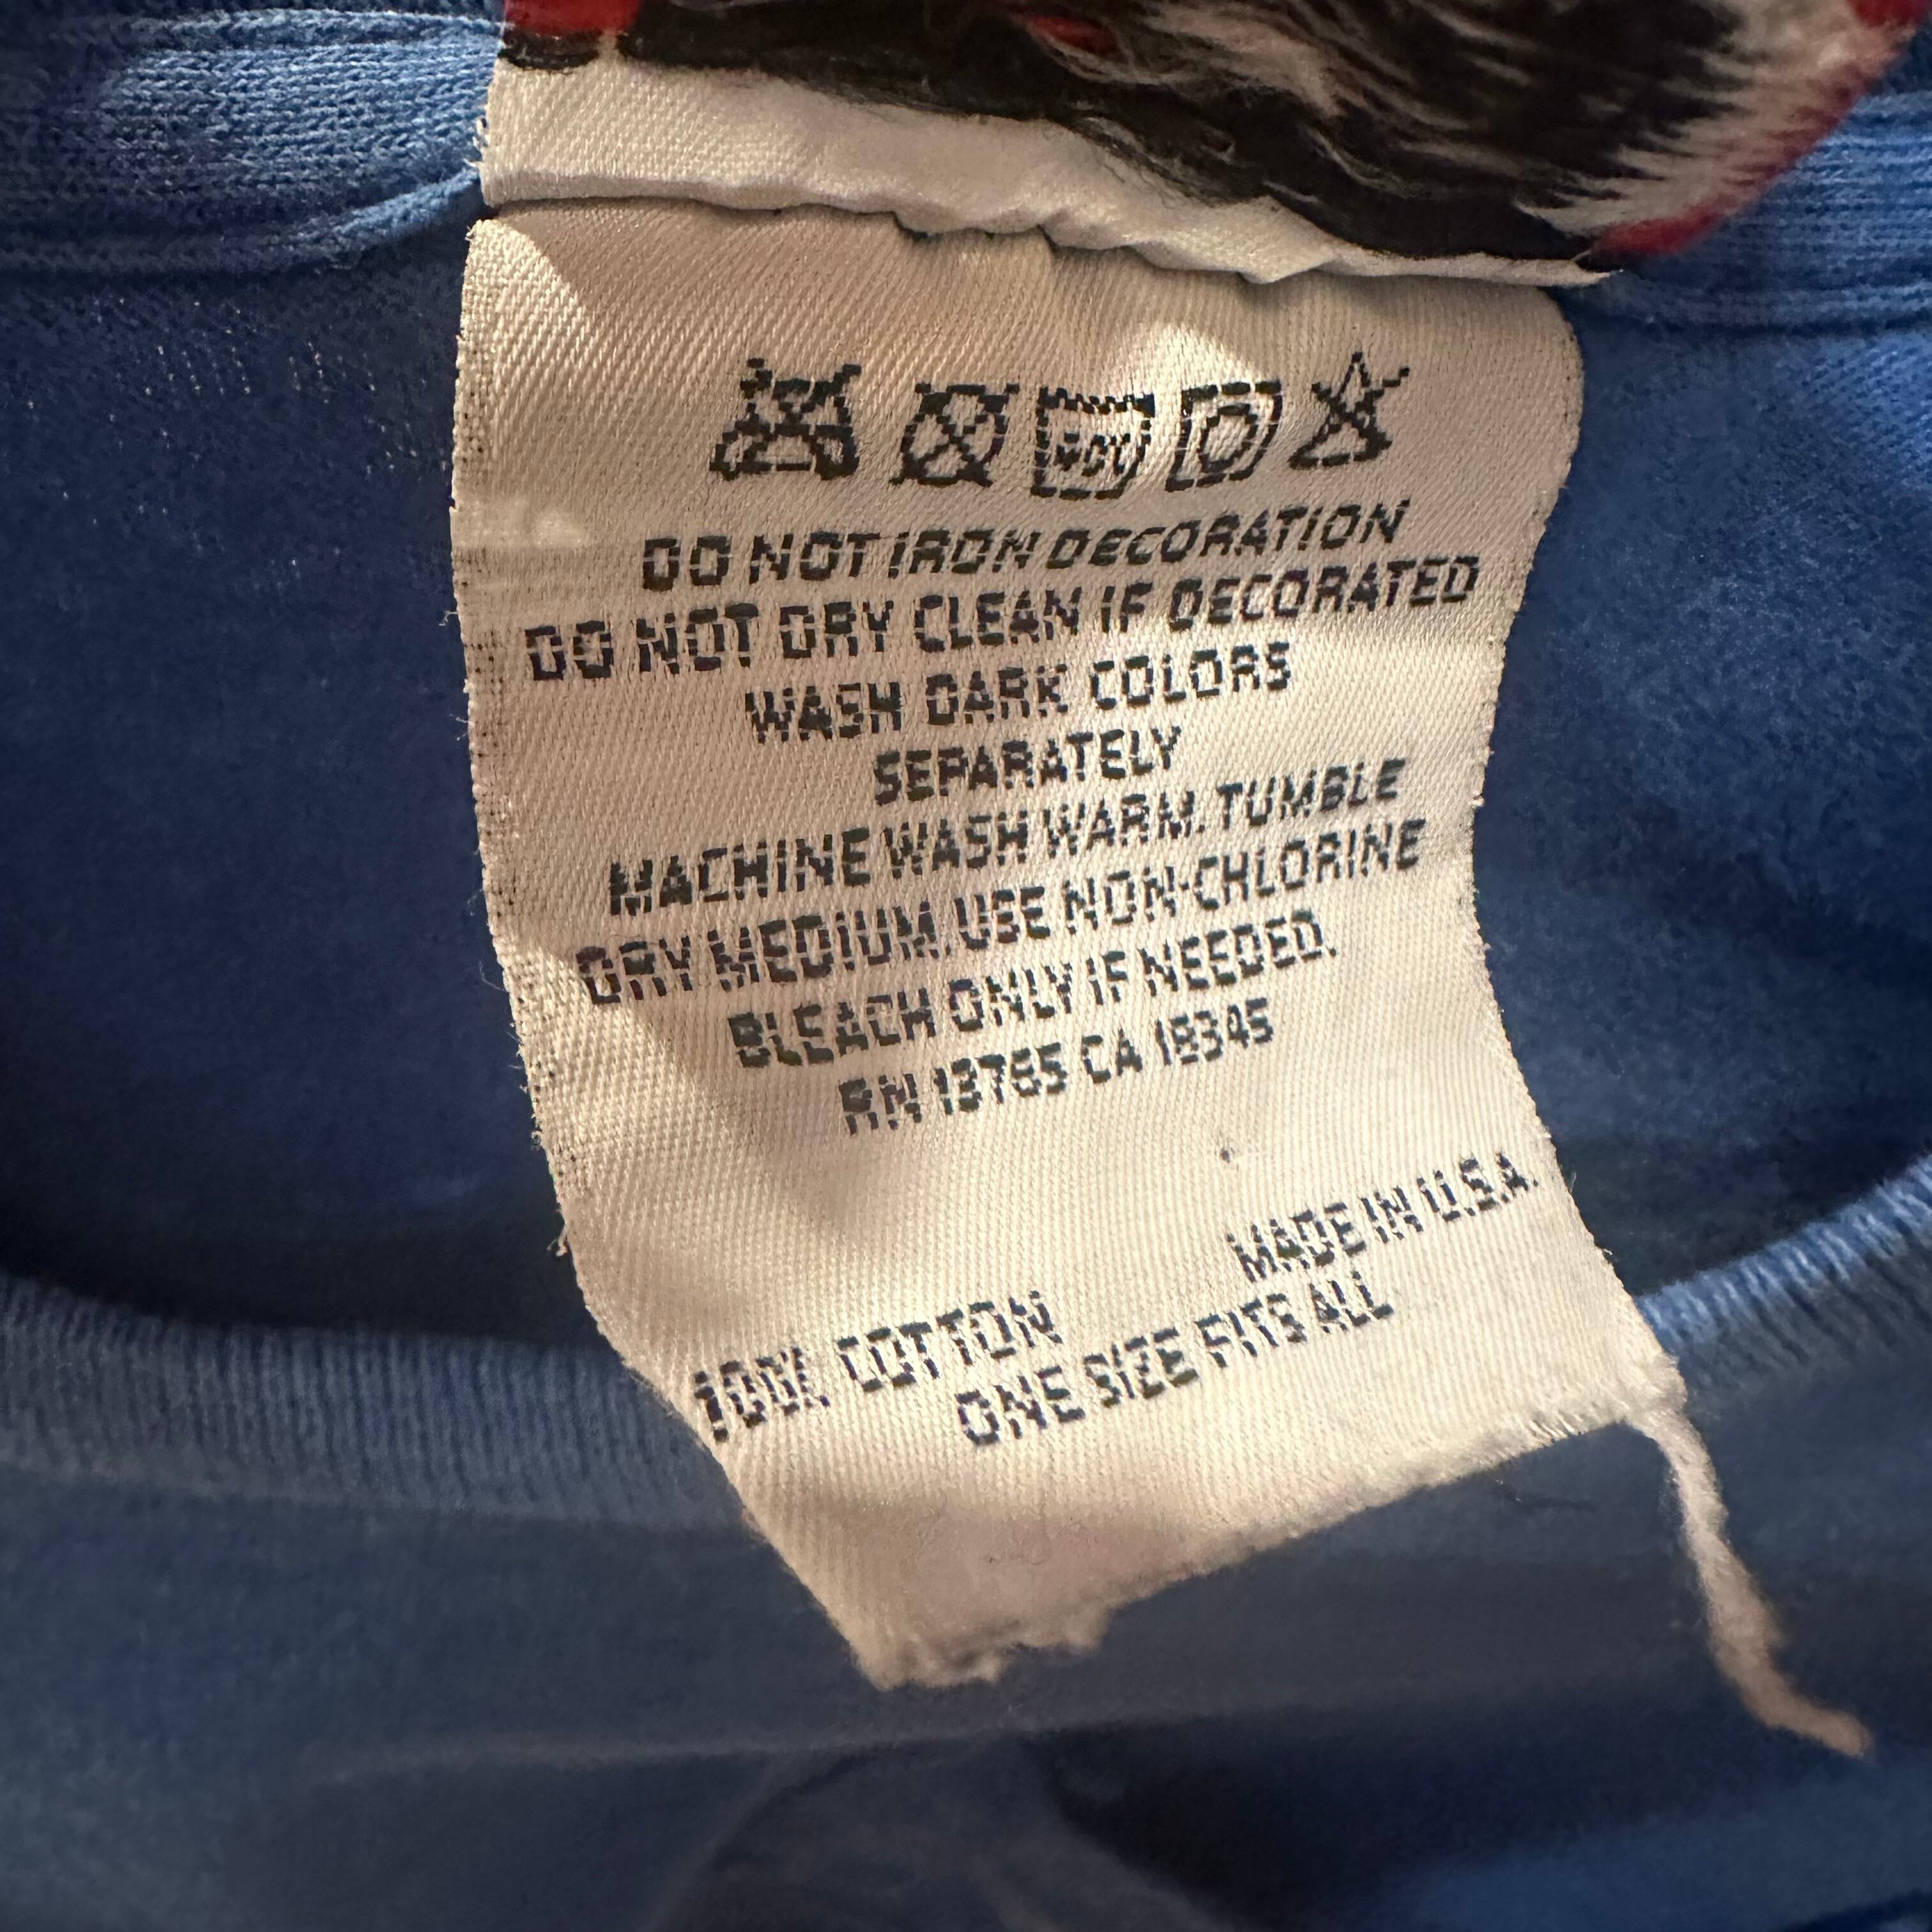 DO NOT IRON DECORATION
DO NOT DRY CLEAN IF DECORATED
WASH DARK COLORS
SEPARATELY
MACHINE WASH WARM. TUMBLE
DRY MEDIUM. USE NON-CHLORINE
BLEACH ONLY IF NEEDED.
RN 13765 CA 18345
MADE IN U.S.A.
100% COTTON
ONE SIZE FITS ALL